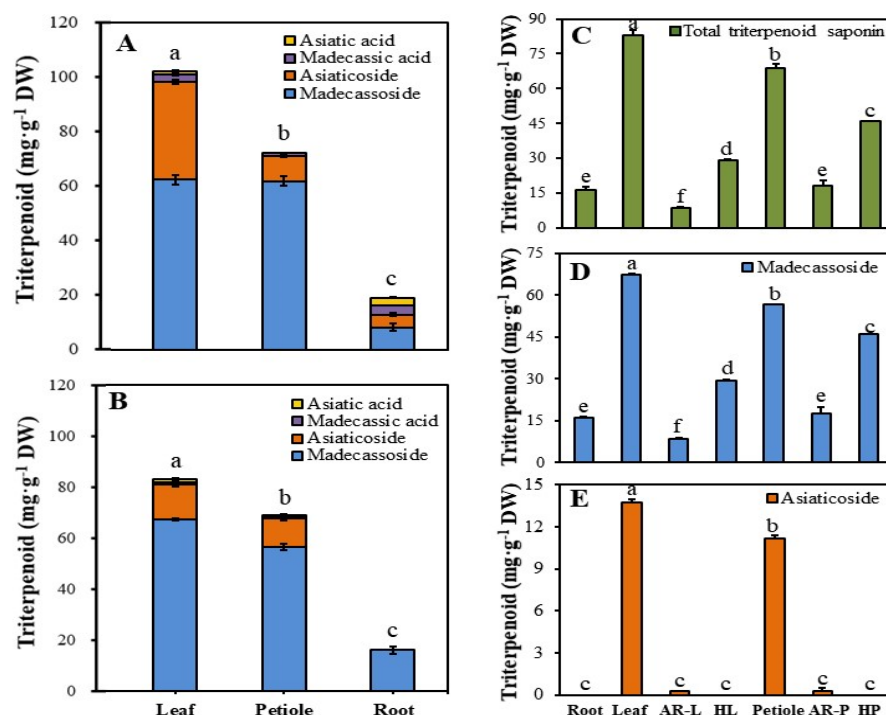 A
Asiatic acid
Madecassic acid
Asiaticoside
Madecassoside
Triterpenoid (mg·g-1 DW)
120
100
80
60
40
20
0
a
b
c
B
Asiatic acid
Madecassic acid
Asiaticoside
Madecassoside
Triterpenoid (mg·g-1 DW)
120
100
80
60
40
20
0
a
b
c
Leaf Petiole Root
C
Total triterpenoid saponin
Triterpenoid (mg·g-1 DW)
90
75
60
45
30
15
0
e a f d b e c
D
Madecassoside
Triterpenoid (mg·g-1 DW)
75
60
45
30
15
0
e a f d b e c
E
Asiaticoside
Triterpenoid (mg·g-1 DW)
15
12
9
6
3
0
c a c c b c c
Root Leaf AR-L HL Petiole AR-P HP